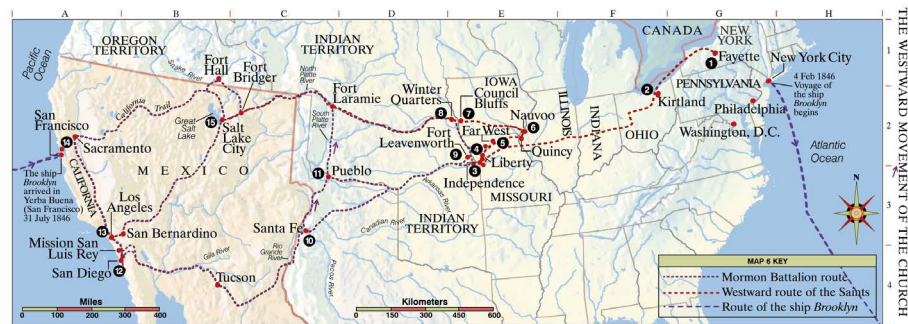 A B C D E F G H
THE WESTWARD MOVEMENT OF THE CHURCH
1
2
3
4
Pacific
Ocean
OREGON
TERRITORY
INDIAN
TERRITORY
CANADA
NEW
YORK
Fayette
1
New York City
4 Feb 1846
Voyage of
the ship
Brooklyn
begins
Snake River
Fort
Hall
Fort
Bridger
North
Platte
River
Fort
Laramie
Winter
Quarters
8
IOWA
Council
Bluffs
7
Nauvoo
6
ILLINOIS
INDIANA
2
Kirtland
PENNSYLVANIA
Philadelphia
OHIO
Washington, D.C.
California Trail
Great
Salt
Lake
15
Salt
Lake
City
South
Platte
River
San
Francisco
14
Sacramento
Fort
Leavenworth
9
Far West
4
5
Liberty
3
Independence
Quincy
MISSOURI
Atlantic
Ocean
The ship
Brooklyn
arrived in
Yerba Buena
(San Francisco)
31 July 1846
CALIFORNIA
MEXICO
11
Pueblo
Arkansas River
Los
Angeles
13
San Bernardino
Santa Fe
10
Canadian River
INDIAN
TERRITORY
Mission San
Luis Rey
San Diego
12
Gila River
Tucson
Rio
Grande
River
Pecos River
N
MAP 6 KEY
Mormon Battalion route
Westward route of the Saints
Route of the ship Brooklyn
Miles
0 100 200 300 400
Kilometers
0 150 300 450 600